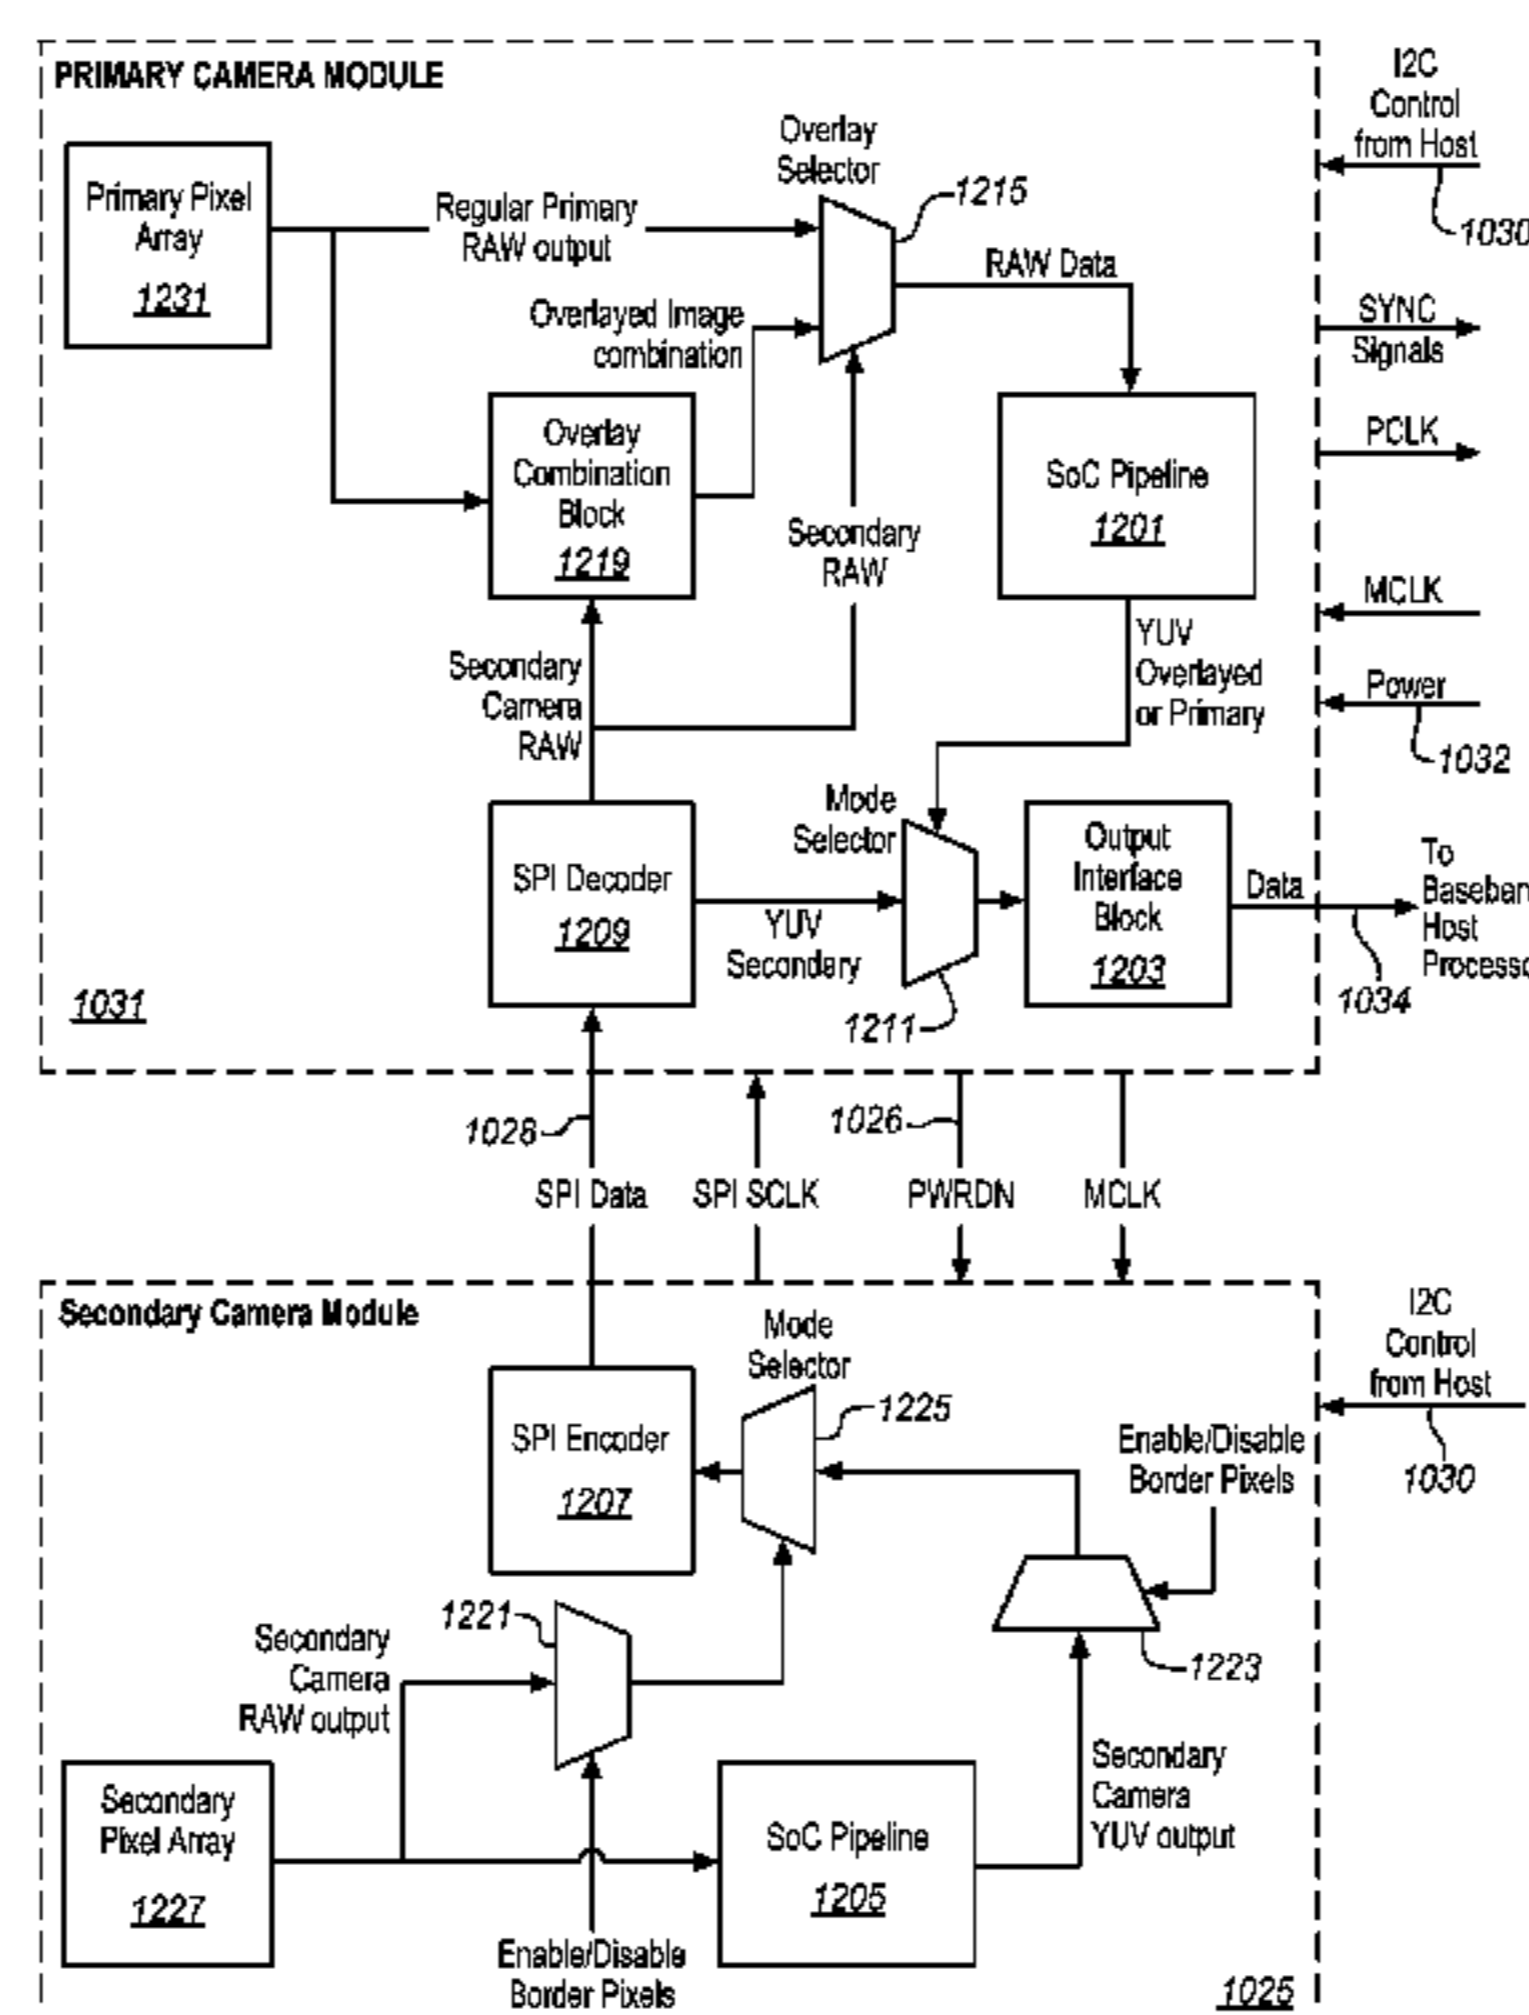 PRIMARY CAMERA MODULE
I2C
Control
from Host
1030
Primary Pixel
Array
1231
Regular Primary
RAW output
Overlay
Selector
1215
RAW Data
SYNC
Signals
Overlayed Image
combination
PCLK
Overlay
Combination
Block
1219
Secondary
RAW
SoC Pipeline
1201
MCLK
Secondary
Camera
RAW
YUV
Overlayed
or Primary
Power
1032
SPI Decoder
1209
YUV
Secondary
Mode
Selector
1211
Output
Interface
Block
1203
Data
1034
To
Baseban
Host
Processo
1031
1028
1026
SPI Data
SPI SCLK
PWRDN
MCLK
Secondary Camera Module
Mode
Selector
1225
I2C
Control
from Host
1030
SPI Encoder
1207
Enable/Disable
Border Pixels
1221
1223
Secondary
Camera
RAW output
Secondary
Pixel Array
1227
SoC Pipeline
1205
Secondary
Camera
YUV output
Enable/Disable
Border Pixels
1025